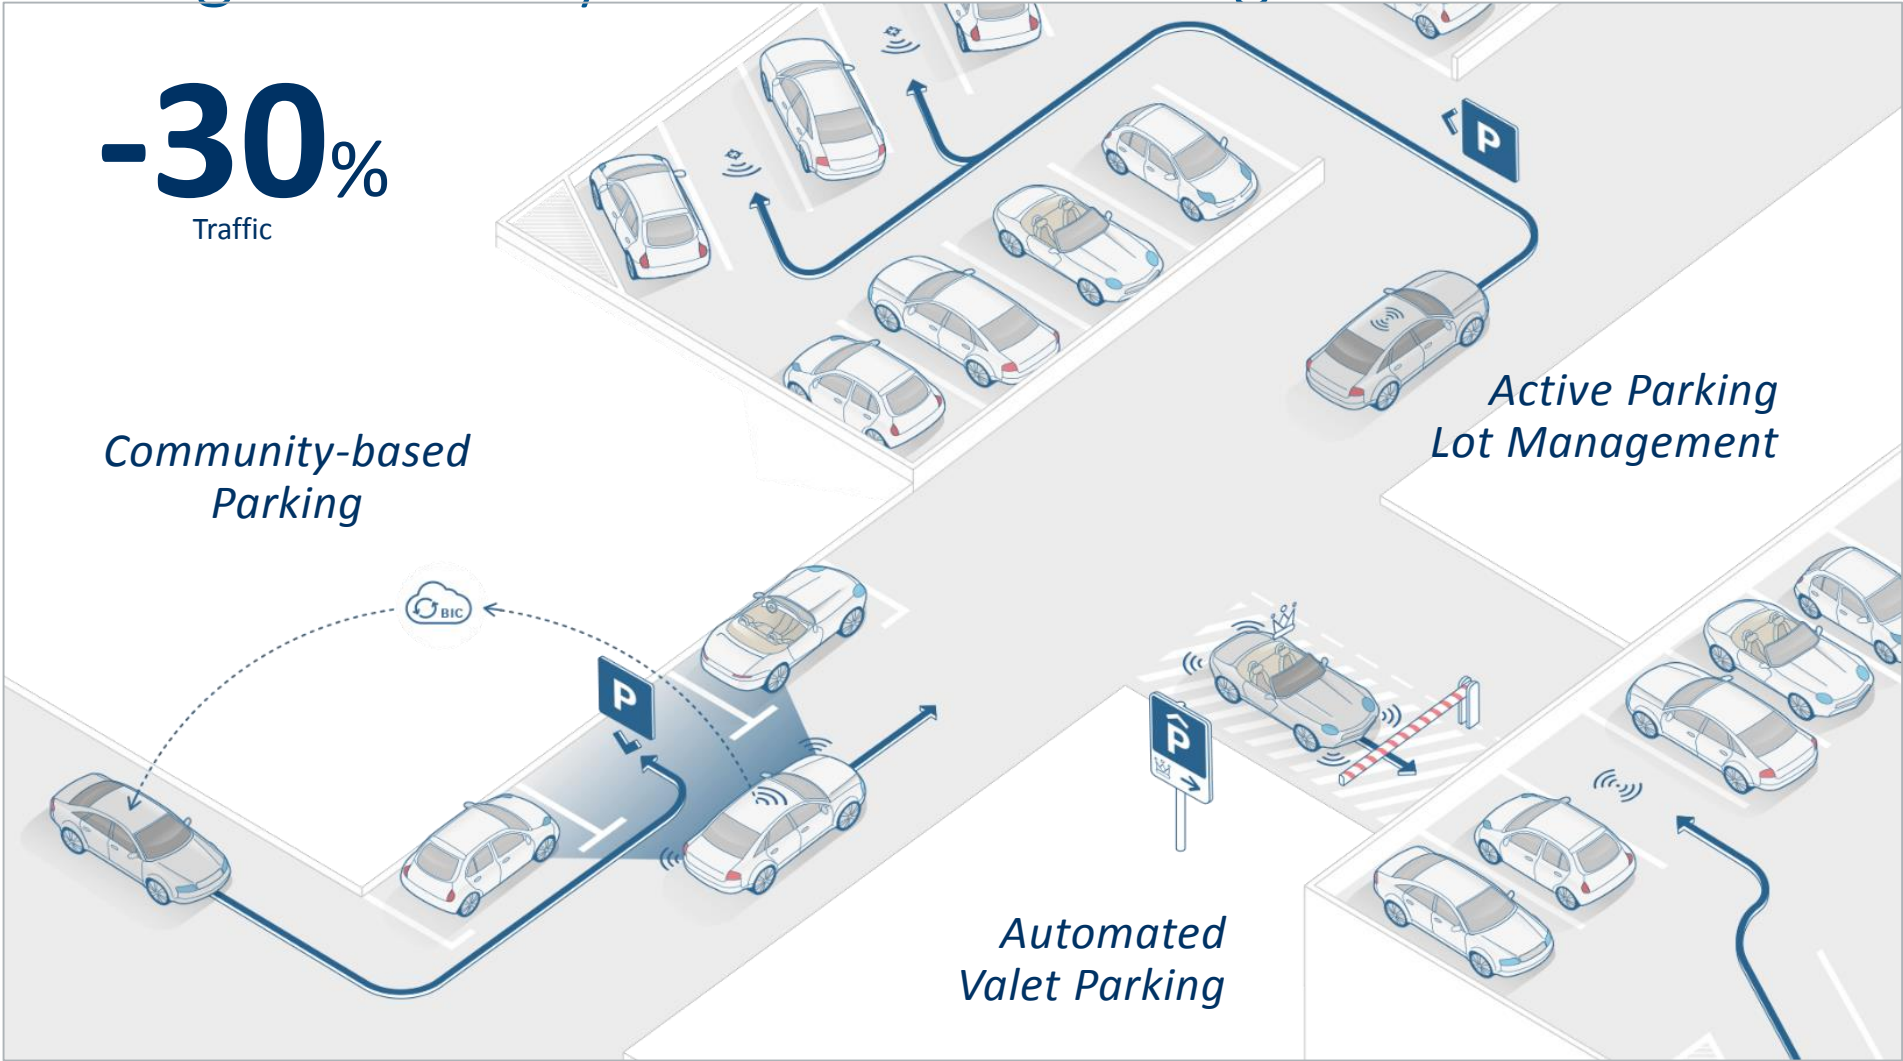 -30%
Traffic
P
Active Parking
Lot Management
Community-based
Parking
BIC
P
P
Automated
Valet Parking